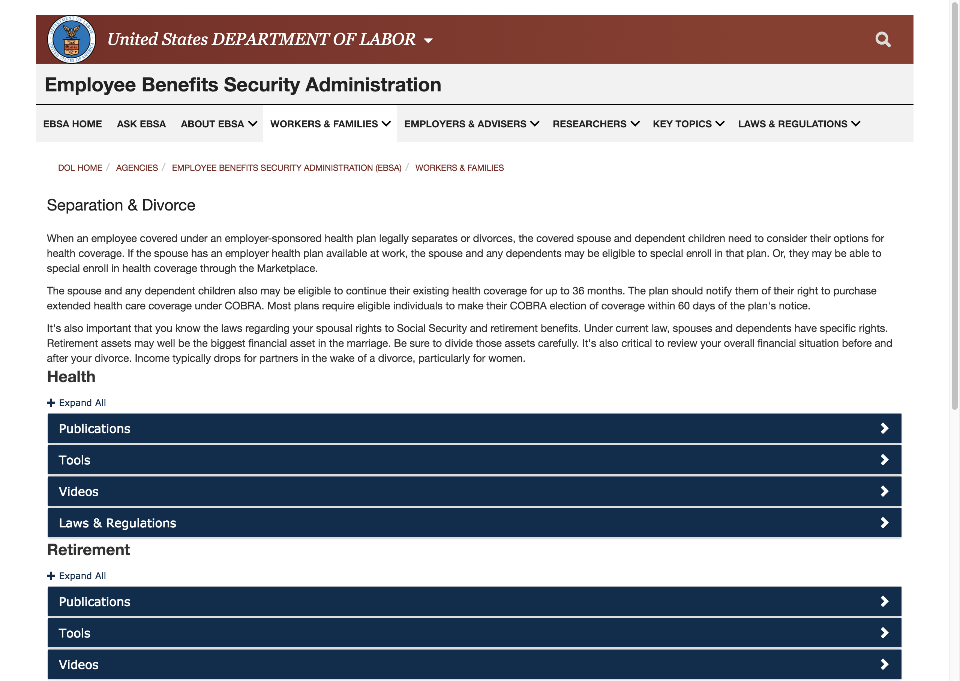 United States DEPARTMENT OF LABOR
Employee Benefits Security Administration
EBSA HOME ASK EBSA ABOUT EBSA WORKERS & FAMILIES EMPLOYERS & ADVISERS RESEARCHERS KEY TOPICS LAWS & REGULATIONS
DOL HOME / AGENCIES / EMPLOYEE BENEFITS SECURITY ADMINISTRATION (EBSA) / WORKERS & FAMILIES
Separation & Divorce
When an employee covered under an employer-sponsored health plan legally separates or divorces, the covered spouse and dependent children need to consider their options for
health coverage. If the spouse has an employer health plan available at work, the spouse and any dependents may be eligible to special enroll in that plan. Or, they may be able to
special enroll in health coverage through the Marketplace.
The spouse and any dependent children also may be eligible to continue their existing health coverage for up to 36 months. The plan should notify them of their right to purchase
extended health care coverage under COBRA. Most plans require eligible individuals to make their COBRA election of coverage within 60 days of the plan's notice.
It's also important that you know the laws regarding your spousal rights to Social Security and retirement benefits. Under current law, spouses and dependents have specific rights.
Retirement assets may well be the biggest financial asset in the marriage. Be sure to divide those assets carefully. It's also critical to review your overall financial situation before and
after your divorce. Income typically drops for partners in the wake of a divorce, particularly for women.
Health
+ Expand All
Publications
Tools
Videos
Laws & Regulations
Retirement
+ Expand All
Publications
Tools
Videos